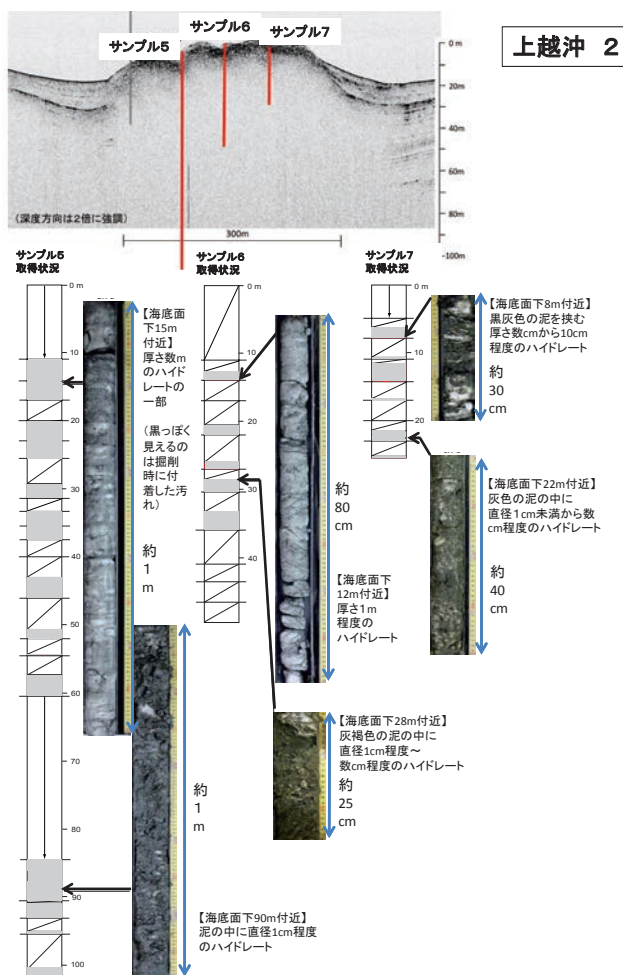 上越沖 2
サンプル5
サンプル6
サンプル7
0 m
20m
40m
60m
80m
-100m
(深度方向は2倍に強調)
300m
サンプル5
取得状況
サンプル6
取得状況
サンプル7
取得状況
0 m
10
20
30
40
50
60
70
80
90
100
【海底面
下15m
付近】
厚さ数m
のハイド
レートの
一部
(黒っぽく
見えるの
は掘削
時に付
着した汚
れ)
約
1
m
約
1
m
【海底面下90m付近】
泥の中に直径1cm程度
のハイドレート
0 m
10
20
30
40
約
80
cm
【海底面下
12m付近】
厚さ1m
程度の
ハイドレート
【海底面下28m付近】
灰褐色の泥の中に
直径1cm程度～
数cm程度のハイドレート
約
25
cm
0 m
10
20
【海底面下8m付近】
黒灰色の泥を挟む
厚さ数cmから10cm
程度のハイドレート
約
30
cm
【海底面下22m付近】
灰色の泥の中に
直径1cm未満から数
cm程度のハイドレート
約
40
cm